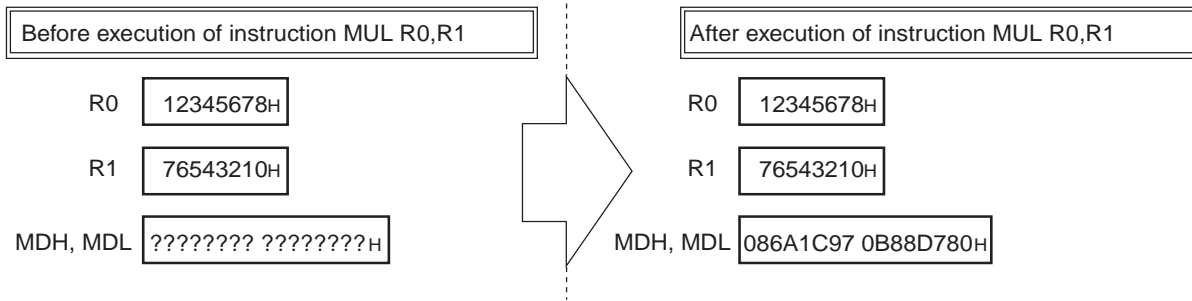 Before execution of instruction MUL R0,R1
R0 12345678H
R1 76543210H
MDH, MDL ???????? ????????H
After execution of instruction MUL R0,R1
R0 12345678H
R1 76543210H
MDH, MDL 086A1C97 0B88D780H